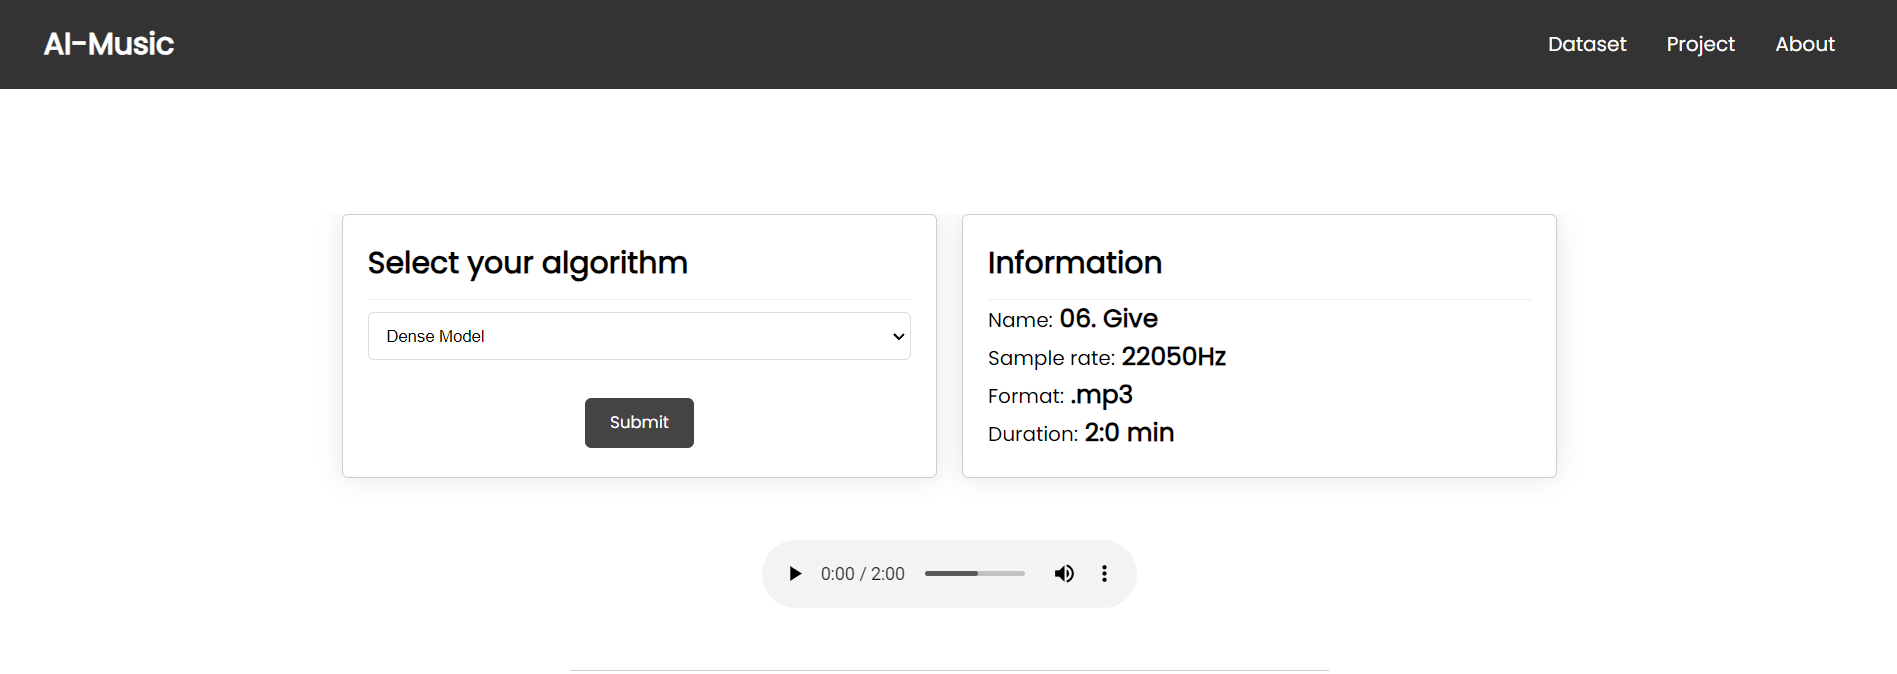 AI-Music
Dataset Project About
Select your algorithm
Dense Model
Submit
Information
Name: 06. Give
Sample rate: 22050Hz
Format: .mp3
Duration: 2:0 min
0:00 / 2:00